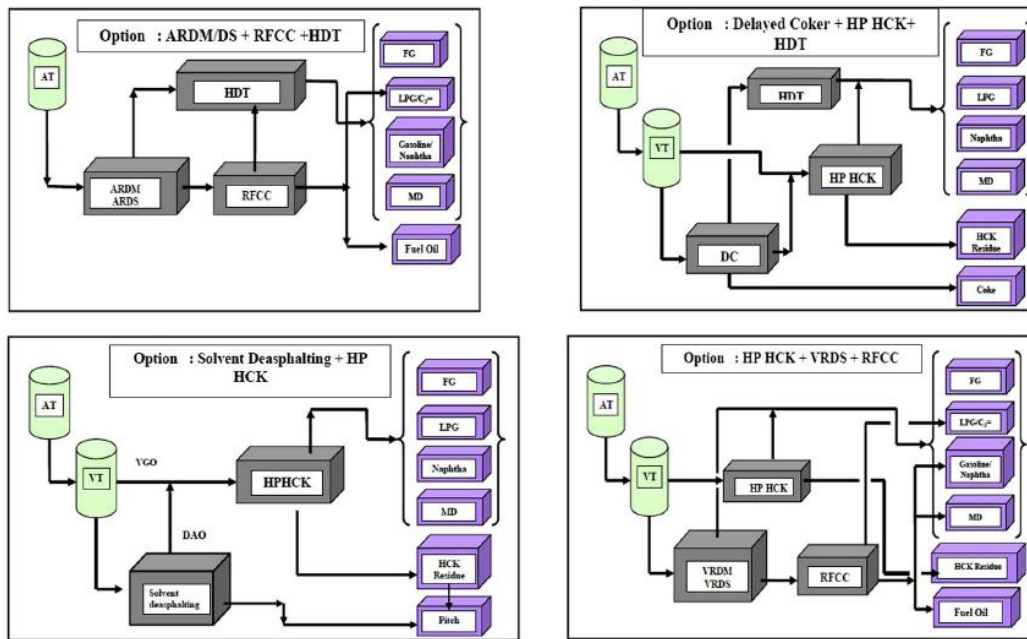 Option : ARDM/DS + RFCC +HDT
AT
HDT
ARDM
ARDS
RFCC
FG
LPG/C₃=
Gasoline/
Naphtha
MD
Fuel Oil
Option : Delayed Coker + HP HCK+
HDT
AT
VT
HDT
HP HCK
DC
FG
LPG
Naphtha
MD
HCK
Residue
Coke
Option : Solvent Deasphalting + HP
HCK
AT
VT
VGO
DAO
HPHCK
Solvent
deasphalting
FG
LPG
Naphtha
MD
HCK
Residue
Pitch
Option : HP HCK + VRDS + RFCC
AT
VT
HP HCK
VRDM
VRDS
RFCC
FG
LPG/C₃=
Gasoline/
Naphtha
MD
HCK Residue
Fuel Oil